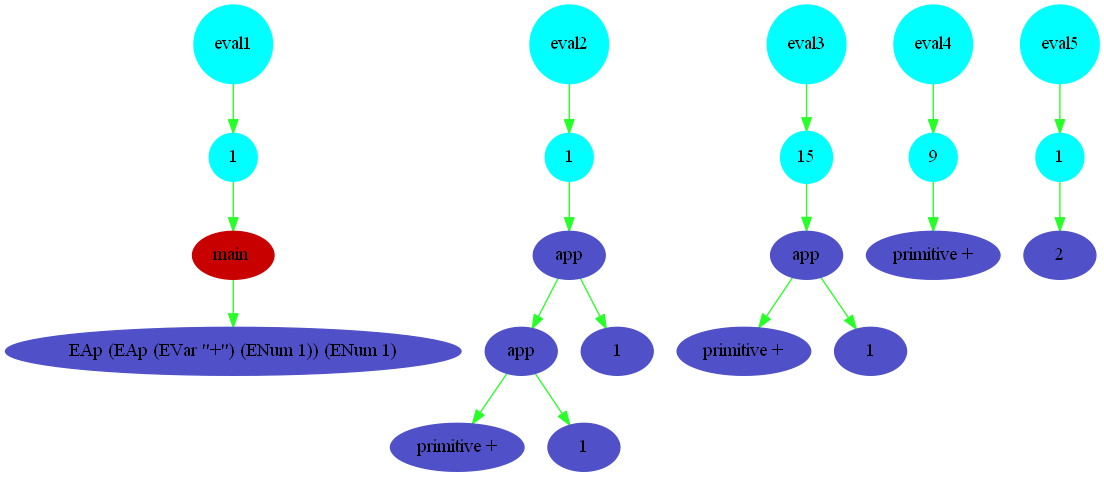 eval1
eval2
eval3
eval4
eval5
1
1
15
9
1
main
app
app
primitive +
2
EAp (EAp (EVar "+") (ENum 1)) (ENum 1)
app
1
primitive +
1
primitive +
1